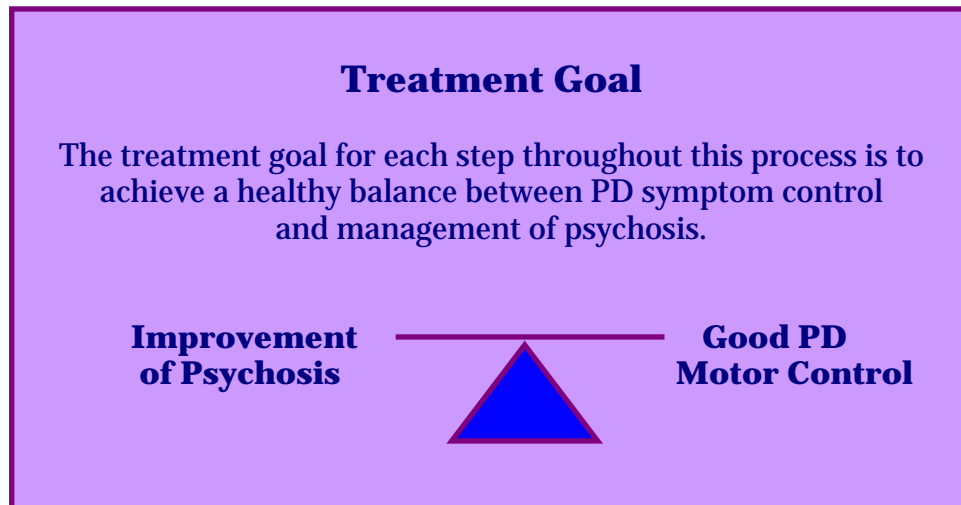 Treatment Goal
The treatment goal for each step throughout this process is to
achieve a healthy balance between PD symptom control
and management of psychosis.
Improvement
of Psychosis
Good PD
Motor Control